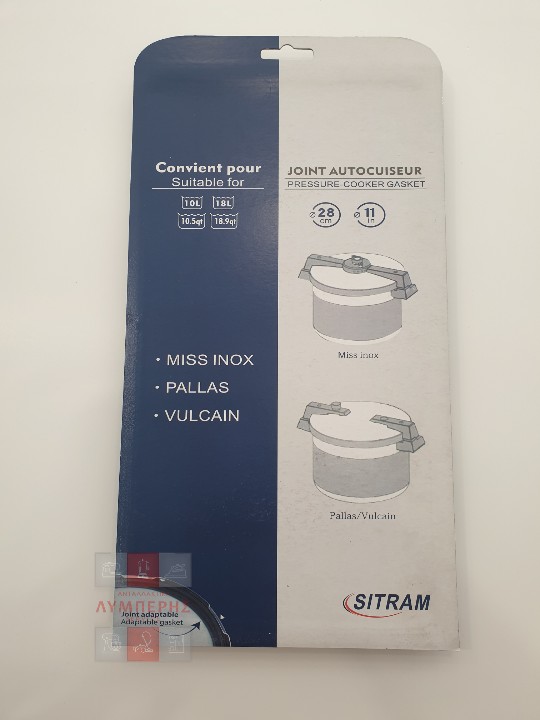 Convient pour
Suitable for
10L 18L
10.5qt 18.9qt
• MISS INOX
• PALLAS
• VULCAIN
Joint adaptable
Adaptable gasket
JOINT AUTOCUISEUR
PRESSURE COOKER GASKET
ø 28 cm ø 11 in
Miss inox
Pallas/Vulcain
SITRAM
ΛΥΜΠΕΡΗΣ